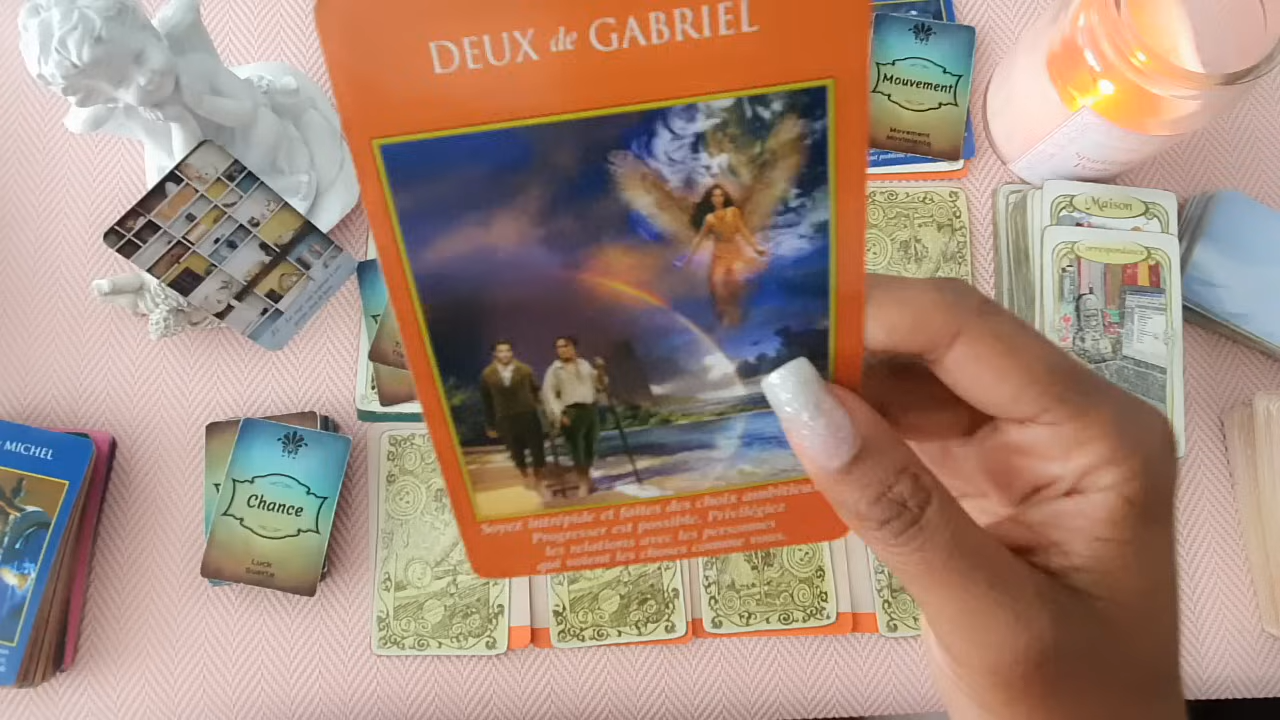 DEUX de GABRIEL
Soyez intrépide et faites des choix ambitieux.
Progresser est possible. Privilégiez
les relations avec les personnes
qui voient les choses comme vous.
Mouvement
Movement
Movimiento
Maison
Correspondance
MICHEL
Chance
Luck
Suerte